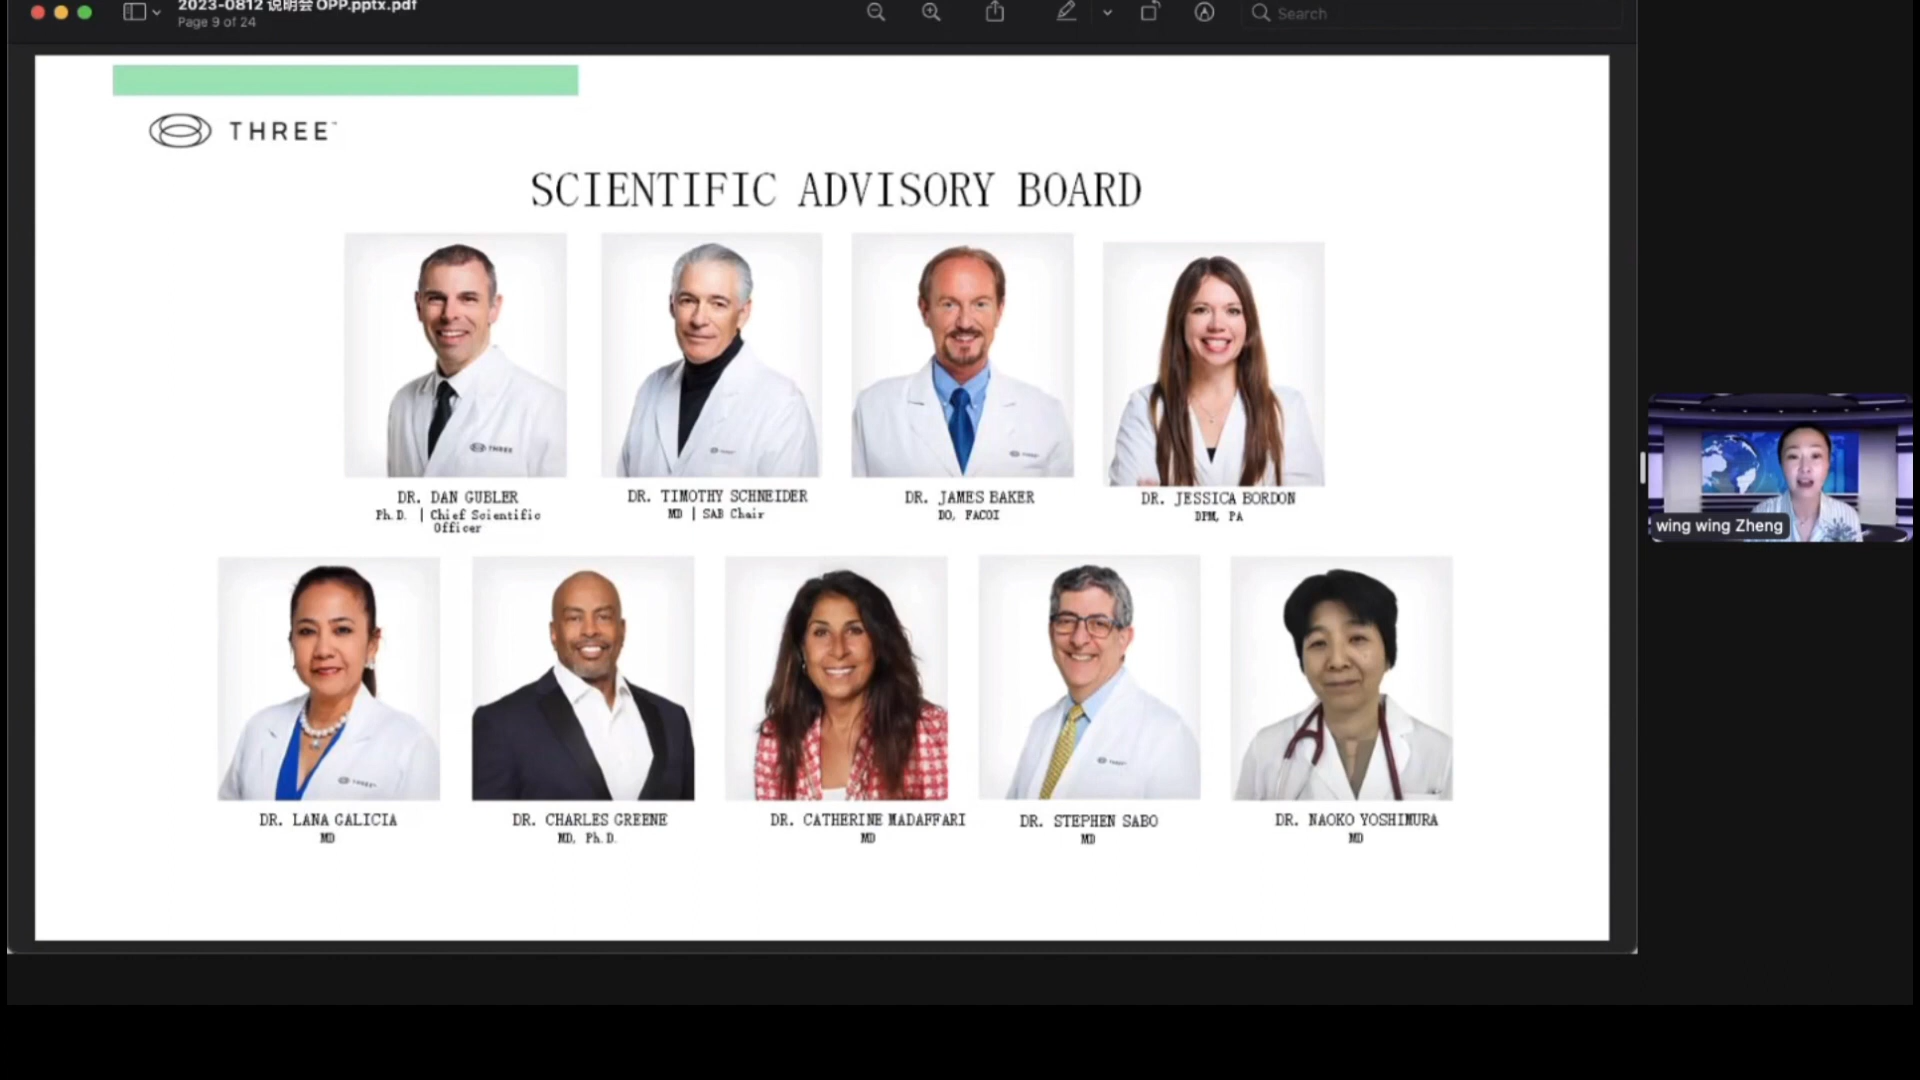 2023-0812 说明会 OPP.pptx.pdf
Page 9 of 24
Search
THREE™
SCIENTIFIC ADVISORY BOARD
THREE
DR. DAN GUBLER
Ph.D. | Chief Scientific
Officer
DR. TIMOTHY SCHNEIDER
MD | SAB Chair
DR. JAMES BAKER
DO, FACOI
DR. JESSICA BORDON
DPM, PA
wing wing Zheng
THREE
DR. LANA GALICIA
MD
DR. CHARLES GREENE
MD, Ph.D.
DR. CATHERINE MADAFFARI
MD
DR. STEPHEN SABO
MD
DR. NAOKO YOSHIMURA
MD